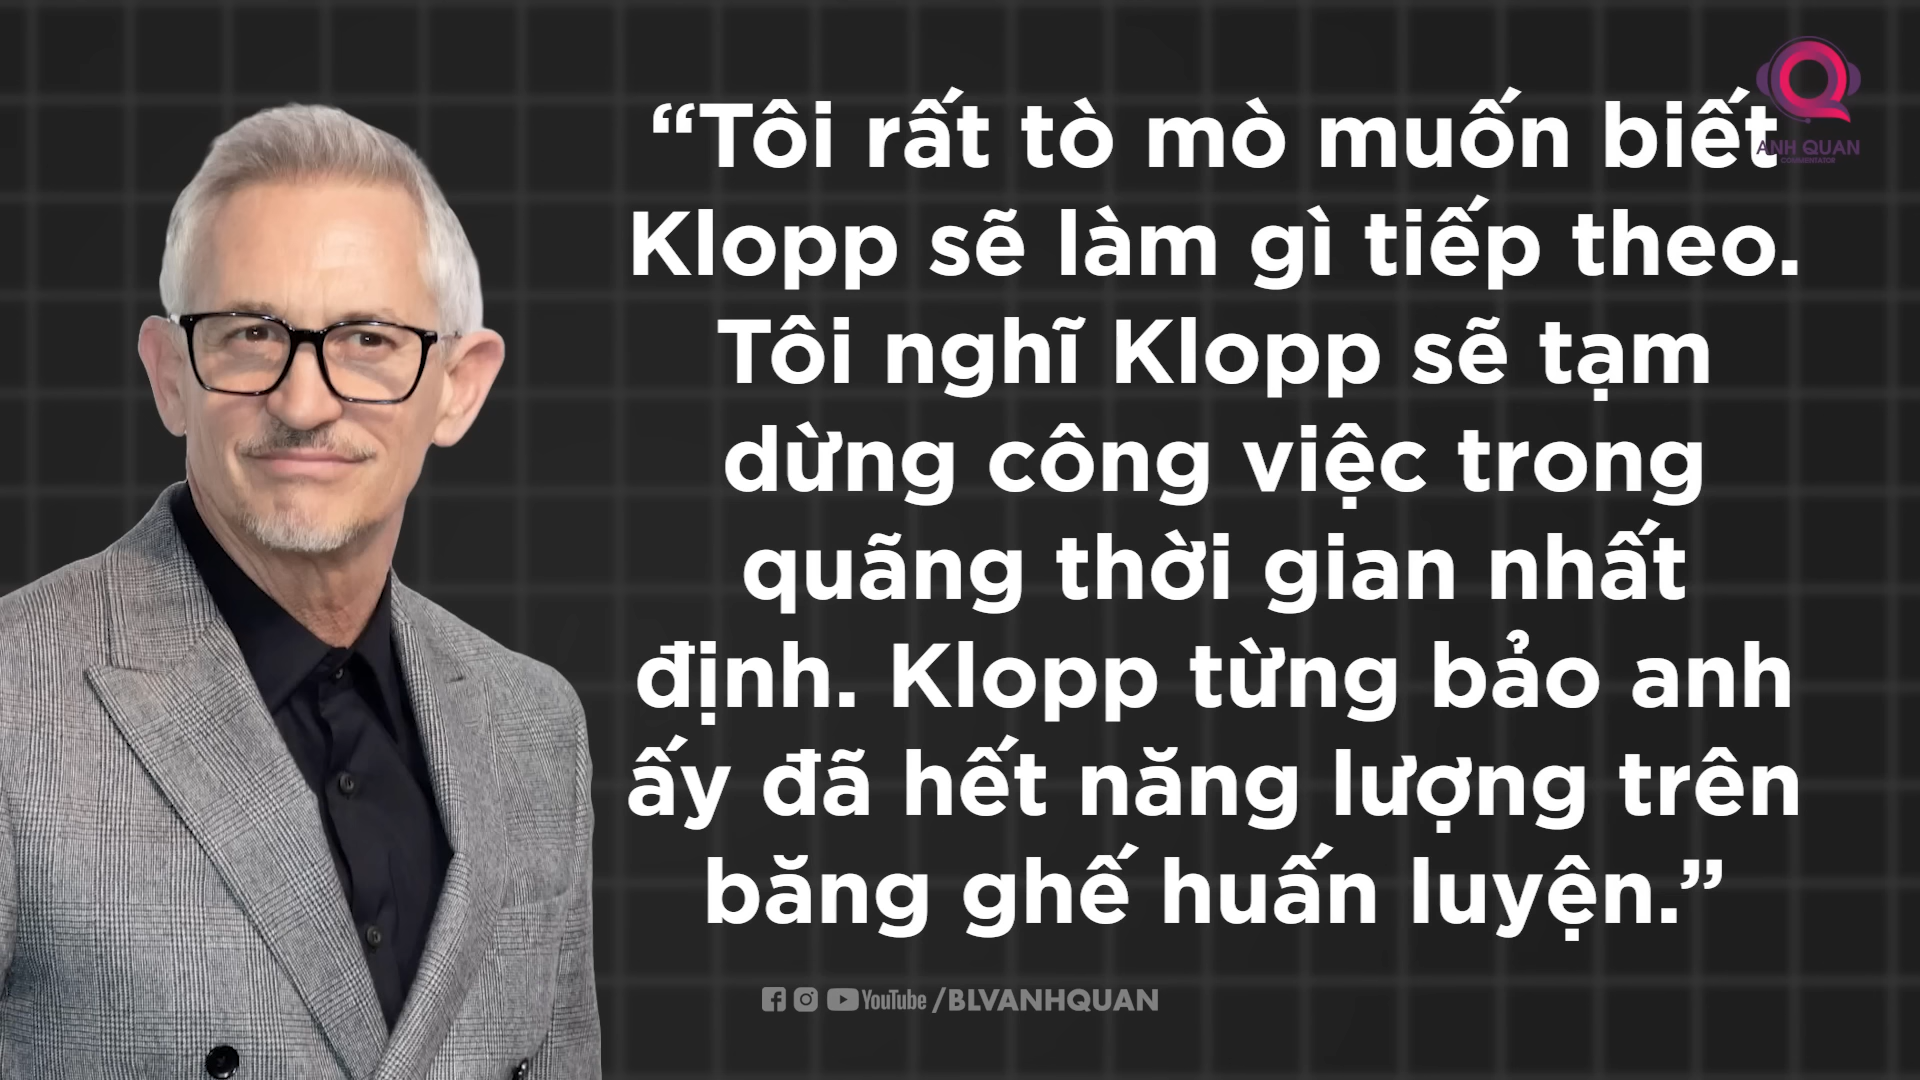 “Tôi rất tò mò muốn biết
Klopp sẽ làm gì tiếp theo.
Tôi nghĩ Klopp sẽ tạm
dừng công việc trong
quãng thời gian nhất
định. Klopp từng bảo anh
ấy đã hết năng lượng trên
băng ghế huấn luyện.”
ANH QUAN
COMMENTATOR
YouTube /BLVANHQUAN